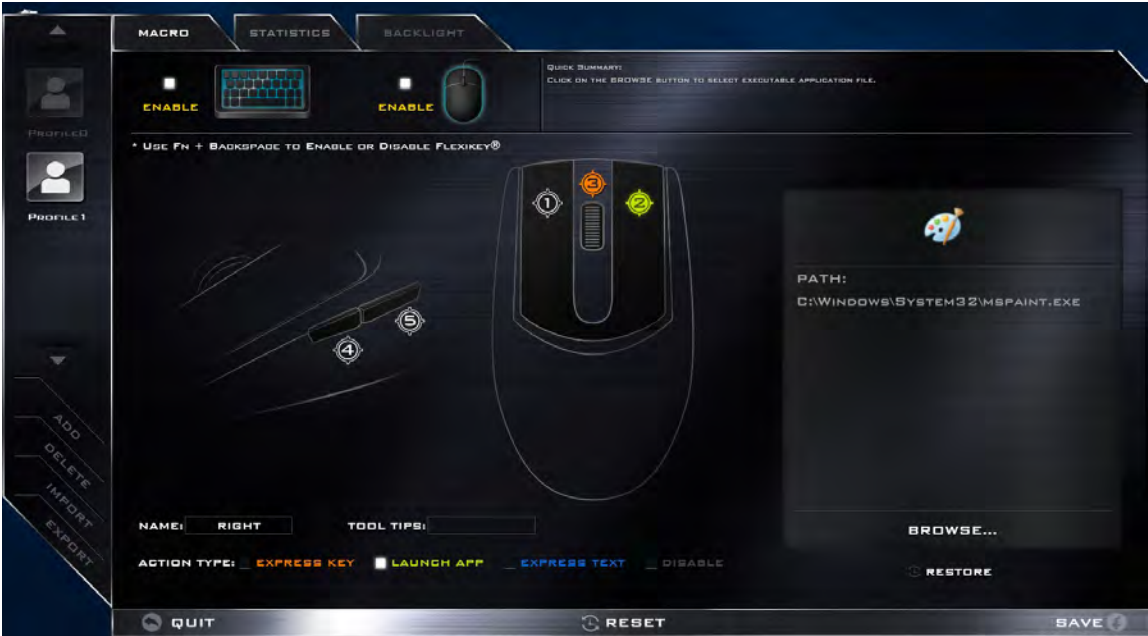 MACRO
STATISTICS
BACKLIGHT
QUICK SUMMARY:
CLICK ON THE BROWSE BUTTON TO SELECT EXECUTABLE APPLICATION FILE.
ENABLE
ENABLE
PROFILE0
* USE FN + BACKSPACE TO ENABLE OR DISABLE FLEXIKEY®
PROFILE1
3
1
2
PATH:
C:\WINDOWS\SYSTEM32\MSPAINT.EXE
5
4
ADD
DELETE
IMPORT
EXPORT
NAME: RIGHT TOOL TIPS:
BROWSE...
ACTION TYPE: EXPRESS KEY LAUNCH APP EXPRESS TEXT DISABLE
RESTORE
QUIT RESET SAVE